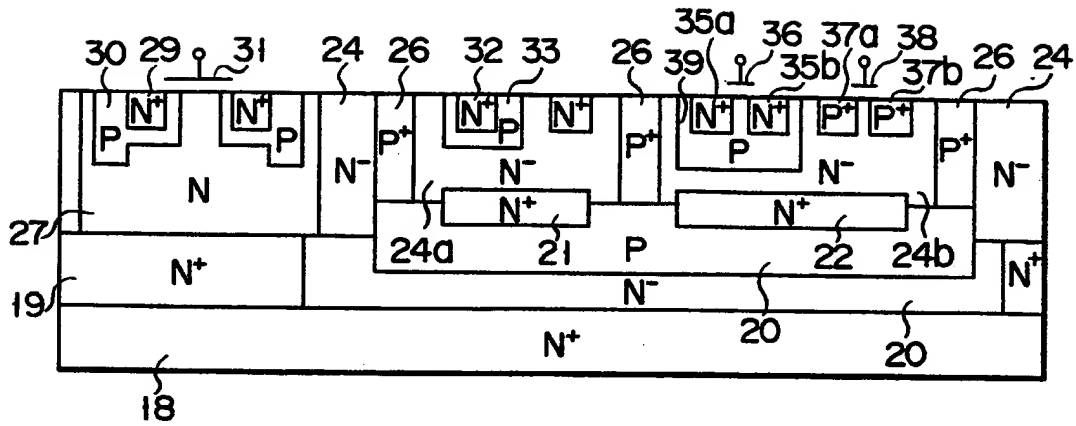 35a
36
37a
38
30 29 31 24 26 32 33 26 39 35b 37b 26 24
N+ N+ N+ N+ N+ N+ P+ P+
P P P P P+ P+ P+
N N- N- P N- N-
N+ N+
27 24a 21 P 22 24b
N+ N- N+
19 20 20
N+
18